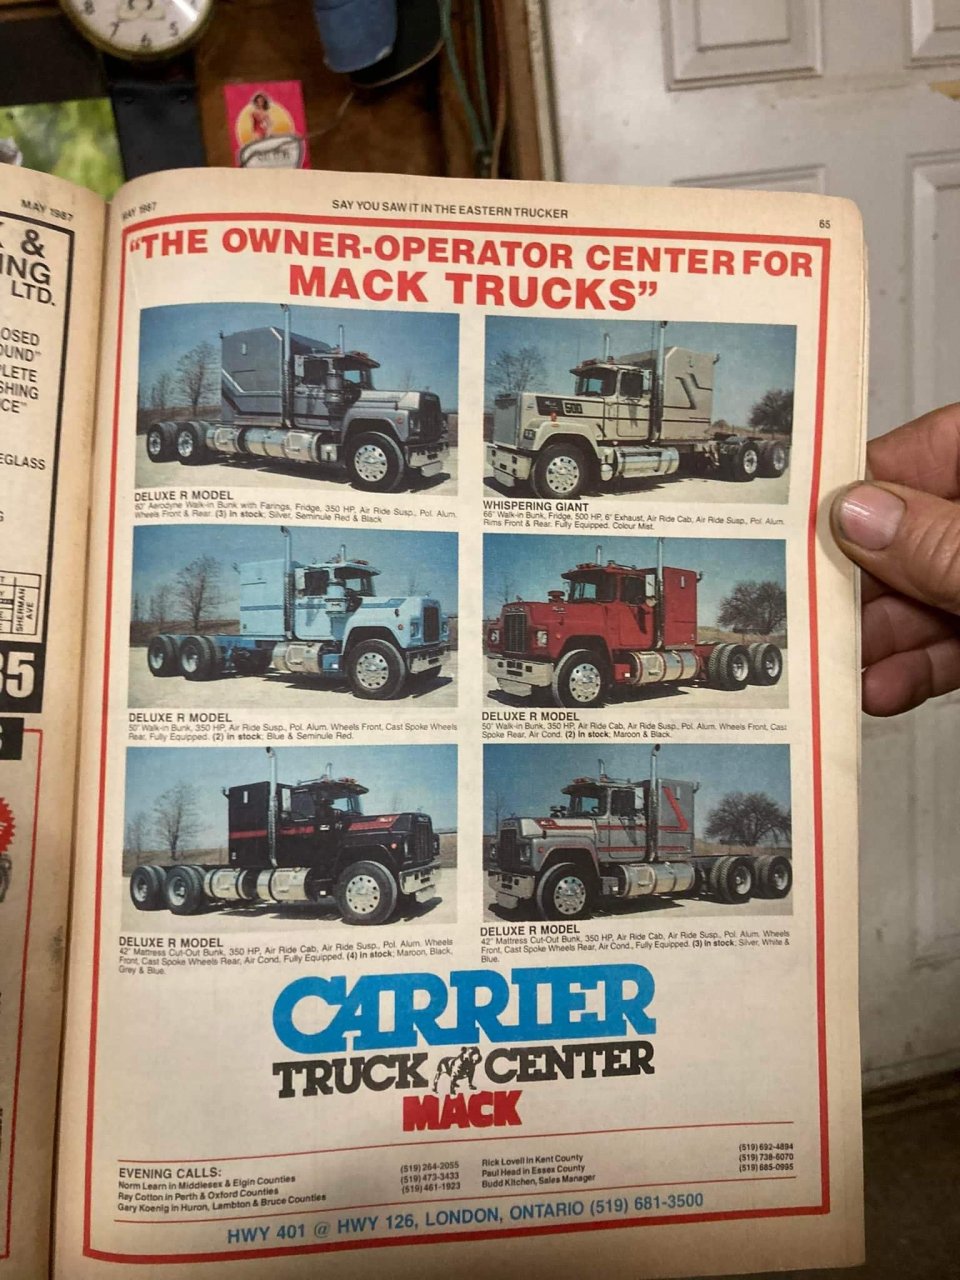 MAY 1987
&
ING
LTD.
OSED
OUND"
PLETE
SHING
CE"
EGLASS
SHERMAN
AVE
MAY 1987
SAY YOU SAW IT IN THE EASTERN TRUCKER
65
"THE OWNER-OPERATOR CENTER FOR
MACK TRUCKS"
500
DELUXE R MODEL
60" Aerodyne Walk-in Bunk with Farings, Fridge, 350 HP, Air Ride Susp., Pol. Alum.
Wheels Front & Rear. (3) in stock; Silver, Seminule Red & Black
WHISPERING GIANT
66" Walk-in Bunk, Fridge, 500 HP, 6" Exhaust, Air Ride Cab, Air Ride Susp., Pol. Alum.
Rims Front & Rear. Fully Equipped. Colour Mist.
DELUXE R MODEL
50" Walk-in Bunk, 350 HP, Air Ride Susp., Pol. Alum. Wheels Front, Cast Spoke Wheels
Rear, Fully Equipped. (2) in stock; Blue & Seminule Red.
DELUXE R MODEL
50" Walk-in Bunk, 350 HP, Air Ride Cab, Air Ride Susp., Pol. Alum. Wheels Front, Cast
Spoke Rear, Air Cond. (2) in stock; Maroon & Black.
DELUXE R MODEL
42" Mattress Cut-Out Bunk, 350 HP, Air Ride Cab, Air Ride Susp., Pol. Alum. Wheels
Front, Cast Spoke Wheels Rear, Air Cond. Fully Equipped. (4) in stock; Maroon, Black,
Grey & Blue.
DELUXE R MODEL
42" Mattress Cut-Out Bunk, 350 HP, Air Ride Cab, Air Ride Susp., Pol. Alum. Wheels
Front, Cast Spoke Wheels Rear, Air Cond., Fully Equipped. (3) in stock; Silver, White &
Blue.
CARRIER
TRUCK CENTER
MACK
EVENING CALLS:
Norm Learn in Middlesex & Elgin Counties (519) 264-2055
Ray Cotton in Perth & Oxford Counties (519) 473-3433
Gary Koenig in Huron, Lambton & Bruce Counties (519) 461-1923
Rick Lovell in Kent County (519) 692-4894
Paul Head in Essex County (519) 738-6070
Budd Kitchen, Sales Manager (519) 685-0995
HWY 401 @ HWY 126, LONDON, ONTARIO (519) 681-3500